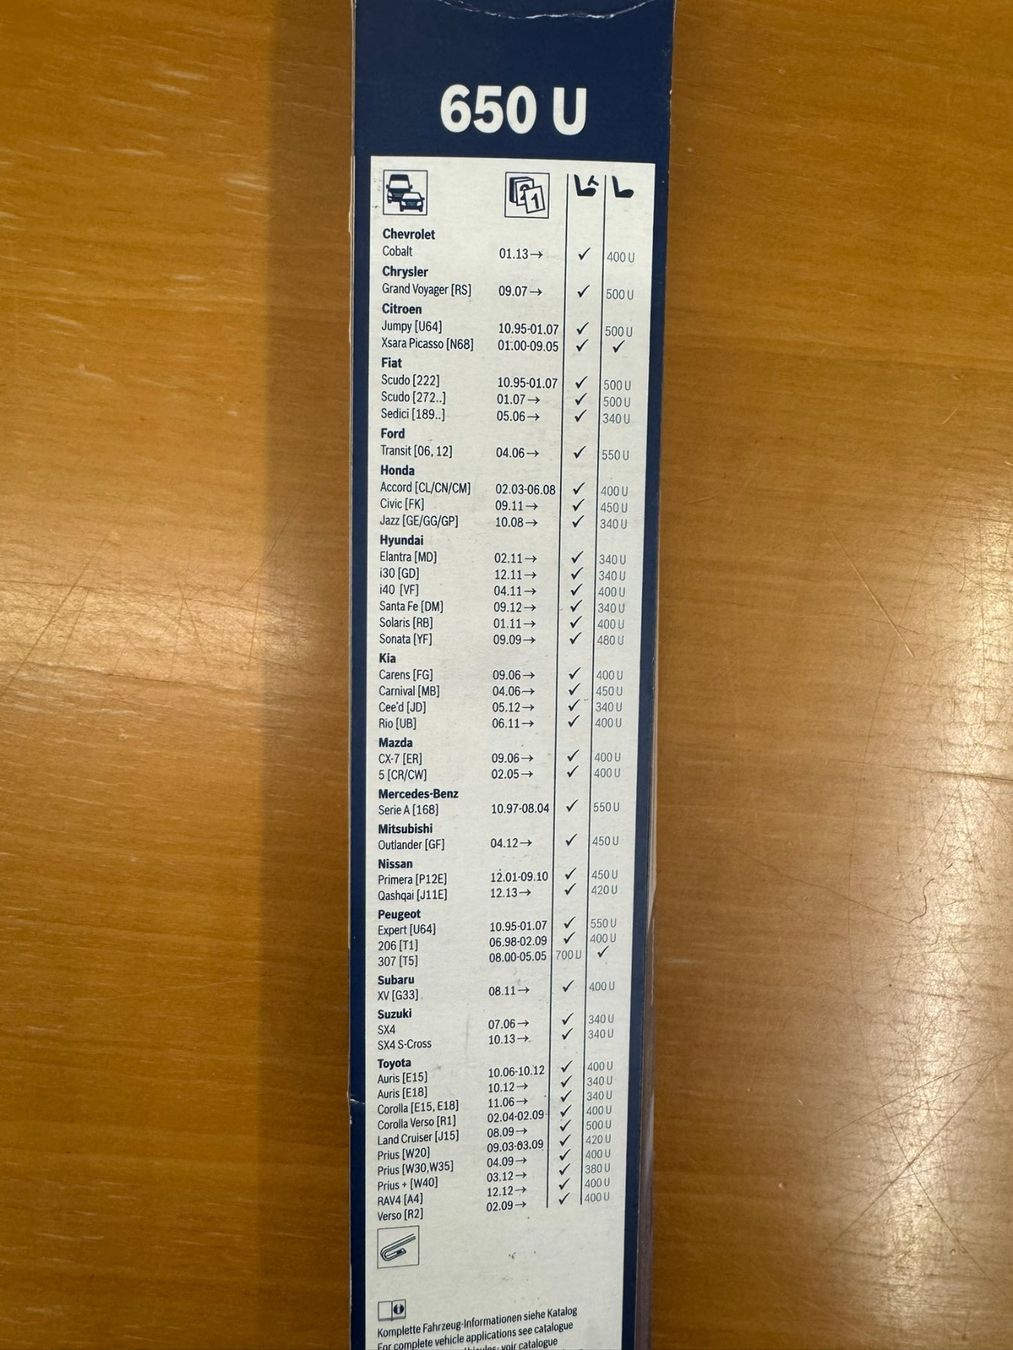 650 U
21
Chevrolet
Cobalt 01.13→ ✓ 400 U
Chrysler
Grand Voyager [RS] 09.07→ ✓ 500 U
Citroen
Jumpy [U64] 10.95-01.07 ✓ 500 U
Xsara Picasso [N68] 01.00-09.05 ✓ ✓
Fiat
Scudo [222] 10.95-01.07 ✓ 500 U
Scudo [272..] 01.07→ ✓ 500 U
Sedici [189..] 05.06→ ✓ 340 U
Ford
Transit [06, 12] 04.06→ ✓ 550 U
Honda
Accord [CL/CN/CM] 02.03-06.08 ✓ 400 U
Civic [FK] 09.11→ ✓ 450 U
Jazz [GE/GG/GP] 10.08→ ✓ 340 U
Hyundai
Elantra [MD] 02.11→ ✓ 340 U
i30 [GD] 12.11→ ✓ 340 U
i40 [VF] 04.11→ ✓ 400 U
Santa Fe [DM] 09.12→ ✓ 340 U
Solaris [RB] 01.11→ ✓ 400 U
Sonata [YF] 09.09→ ✓ 480 U
Kia
Carens [FG] 09.06→ ✓ 400 U
Carnival [MB] 04.06→ ✓ 450 U
Cee'd [JD] 05.12→ ✓ 340 U
Rio [UB] 06.11→ ✓ 400 U
Mazda
CX-7 [ER] 09.06→ ✓ 400 U
5 [CR/CW] 02.05→ ✓ 400 U
Mercedes-Benz
Serie A [168] 10.97-08.04 ✓ 550 U
Mitsubishi
Outlander [GF] 04.12→ ✓ 450 U
Nissan
Primera [P12E] 12.01-09.10 ✓ 450 U
Qashqai [J11E] 12.13→ ✓ 420 U
Peugeot
Expert [U64] 10.95-01.07 ✓ 550 U
206 [T1] 06.98-02.09 ✓ 400 U
307 [T5] 08.00-05.05 700 U ✓
Subaru
XV [G33] 08.11→ ✓ 400 U
Suzuki
SX4 07.06→ ✓ 340 U
SX4 S-Cross 10.13→ ✓ 340 U
Toyota
Auris [E15] 10.06-10.12 ✓ 400 U
Auris [E18] 10.12→ ✓ 340 U
Corolla [E15, E18] 11.06→ ✓ 340 U
Corolla Verso [R1] 02.04-02.09 ✓ 400 U
Land Cruiser [J15] 08.09→ ✓ 500 U
Prius [W20] 09.03-03.09 ✓ 420 U
Prius [W30,W35] 04.09→ ✓ 400 U
Prius + [W40] 03.12→ ✓ 380 U
RAV4 [A4] 12.12→ ✓ 400 U
Verso [R2] 02.09→ ✓ 400 U
Komplette Fahrzeug-Informationen siehe Katalog
For complete vehicle applications see catalogue
voir catalogue